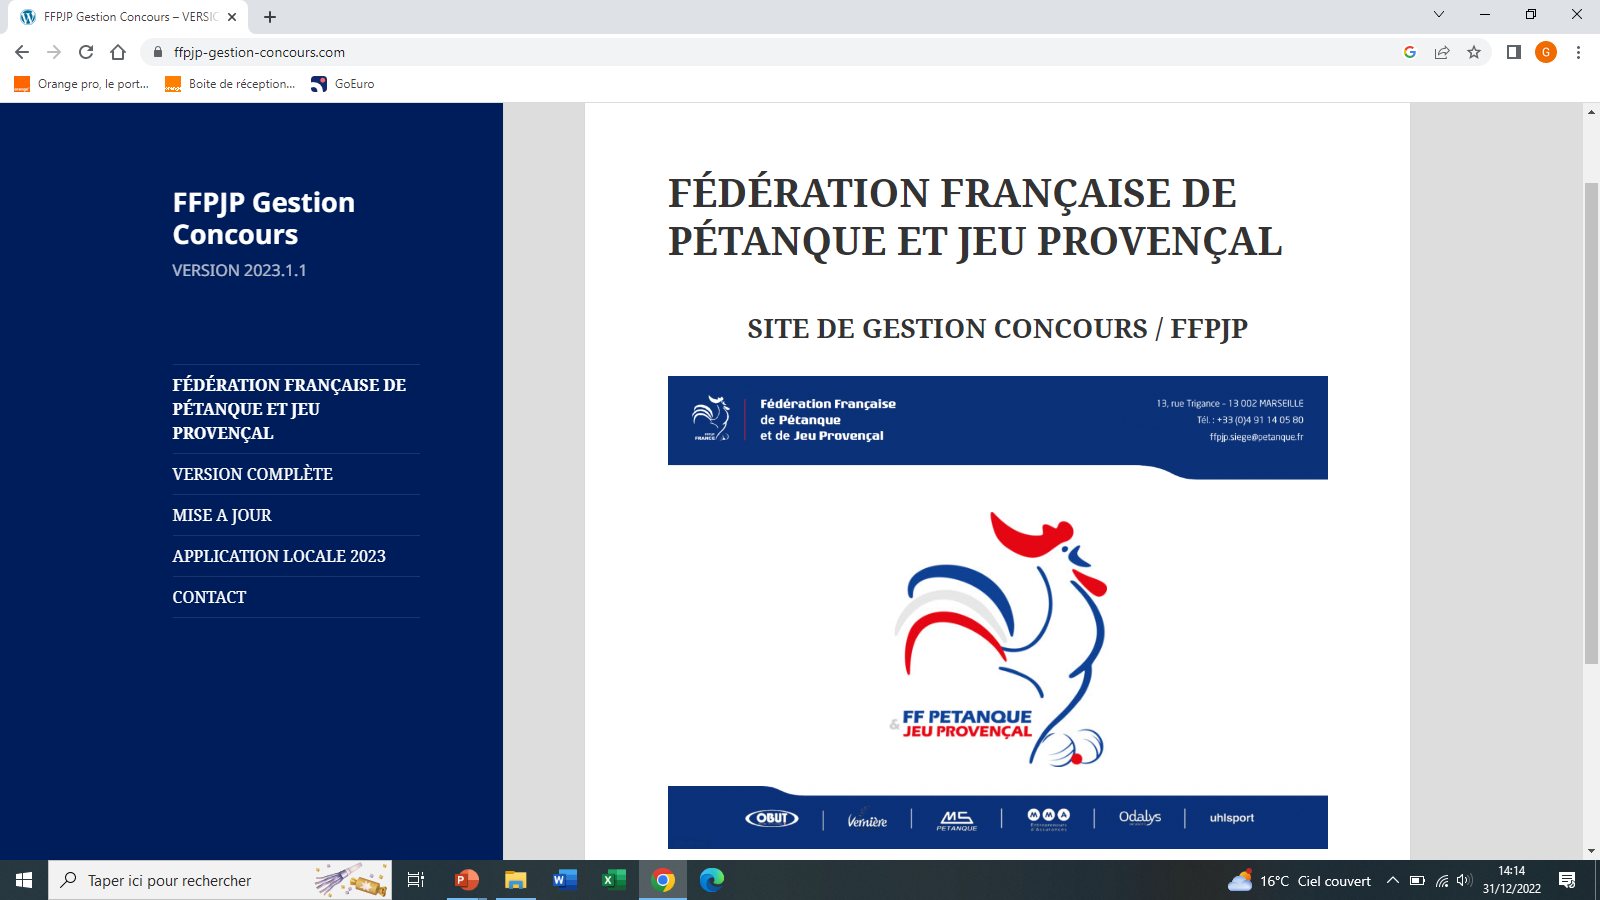 FFPJP Gestion Concours – VERSIO
ffpjp-gestion-concours.com
G
Orange pro, le port...
Boite de réception...
GoEuro
FFPJP Gestion
Concours
VERSION 2023.1.1
FÉDÉRATION FRANÇAISE DE
PÉTANQUE ET JEU
PROVENÇAL
VERSION COMPLÈTE
MISE A JOUR
APPLICATION LOCALE 2023
CONTACT
FÉDÉRATION FRANÇAISE DE
PÉTANQUE ET JEU PROVENÇAL
SITE DE GESTION CONCOURS / FFPJP
Fédération Française
de Pétanque
et de Jeu Provençal
FRANCE
13, rue Trigance - 13 002 MARSEILLE
Tél. : +33 (0)4 91 14 05 80
ffpjp.siege@petanque.fr
FF PETANQUE
& JEU PROVENÇAL
OBUT
Vernière
MS
PETANQUE
MMA
Entrepreneurs
d'Assurances
Odalys
uhlsport
Taper ici pour rechercher
16°C Ciel couvert
14:14
31/12/2022